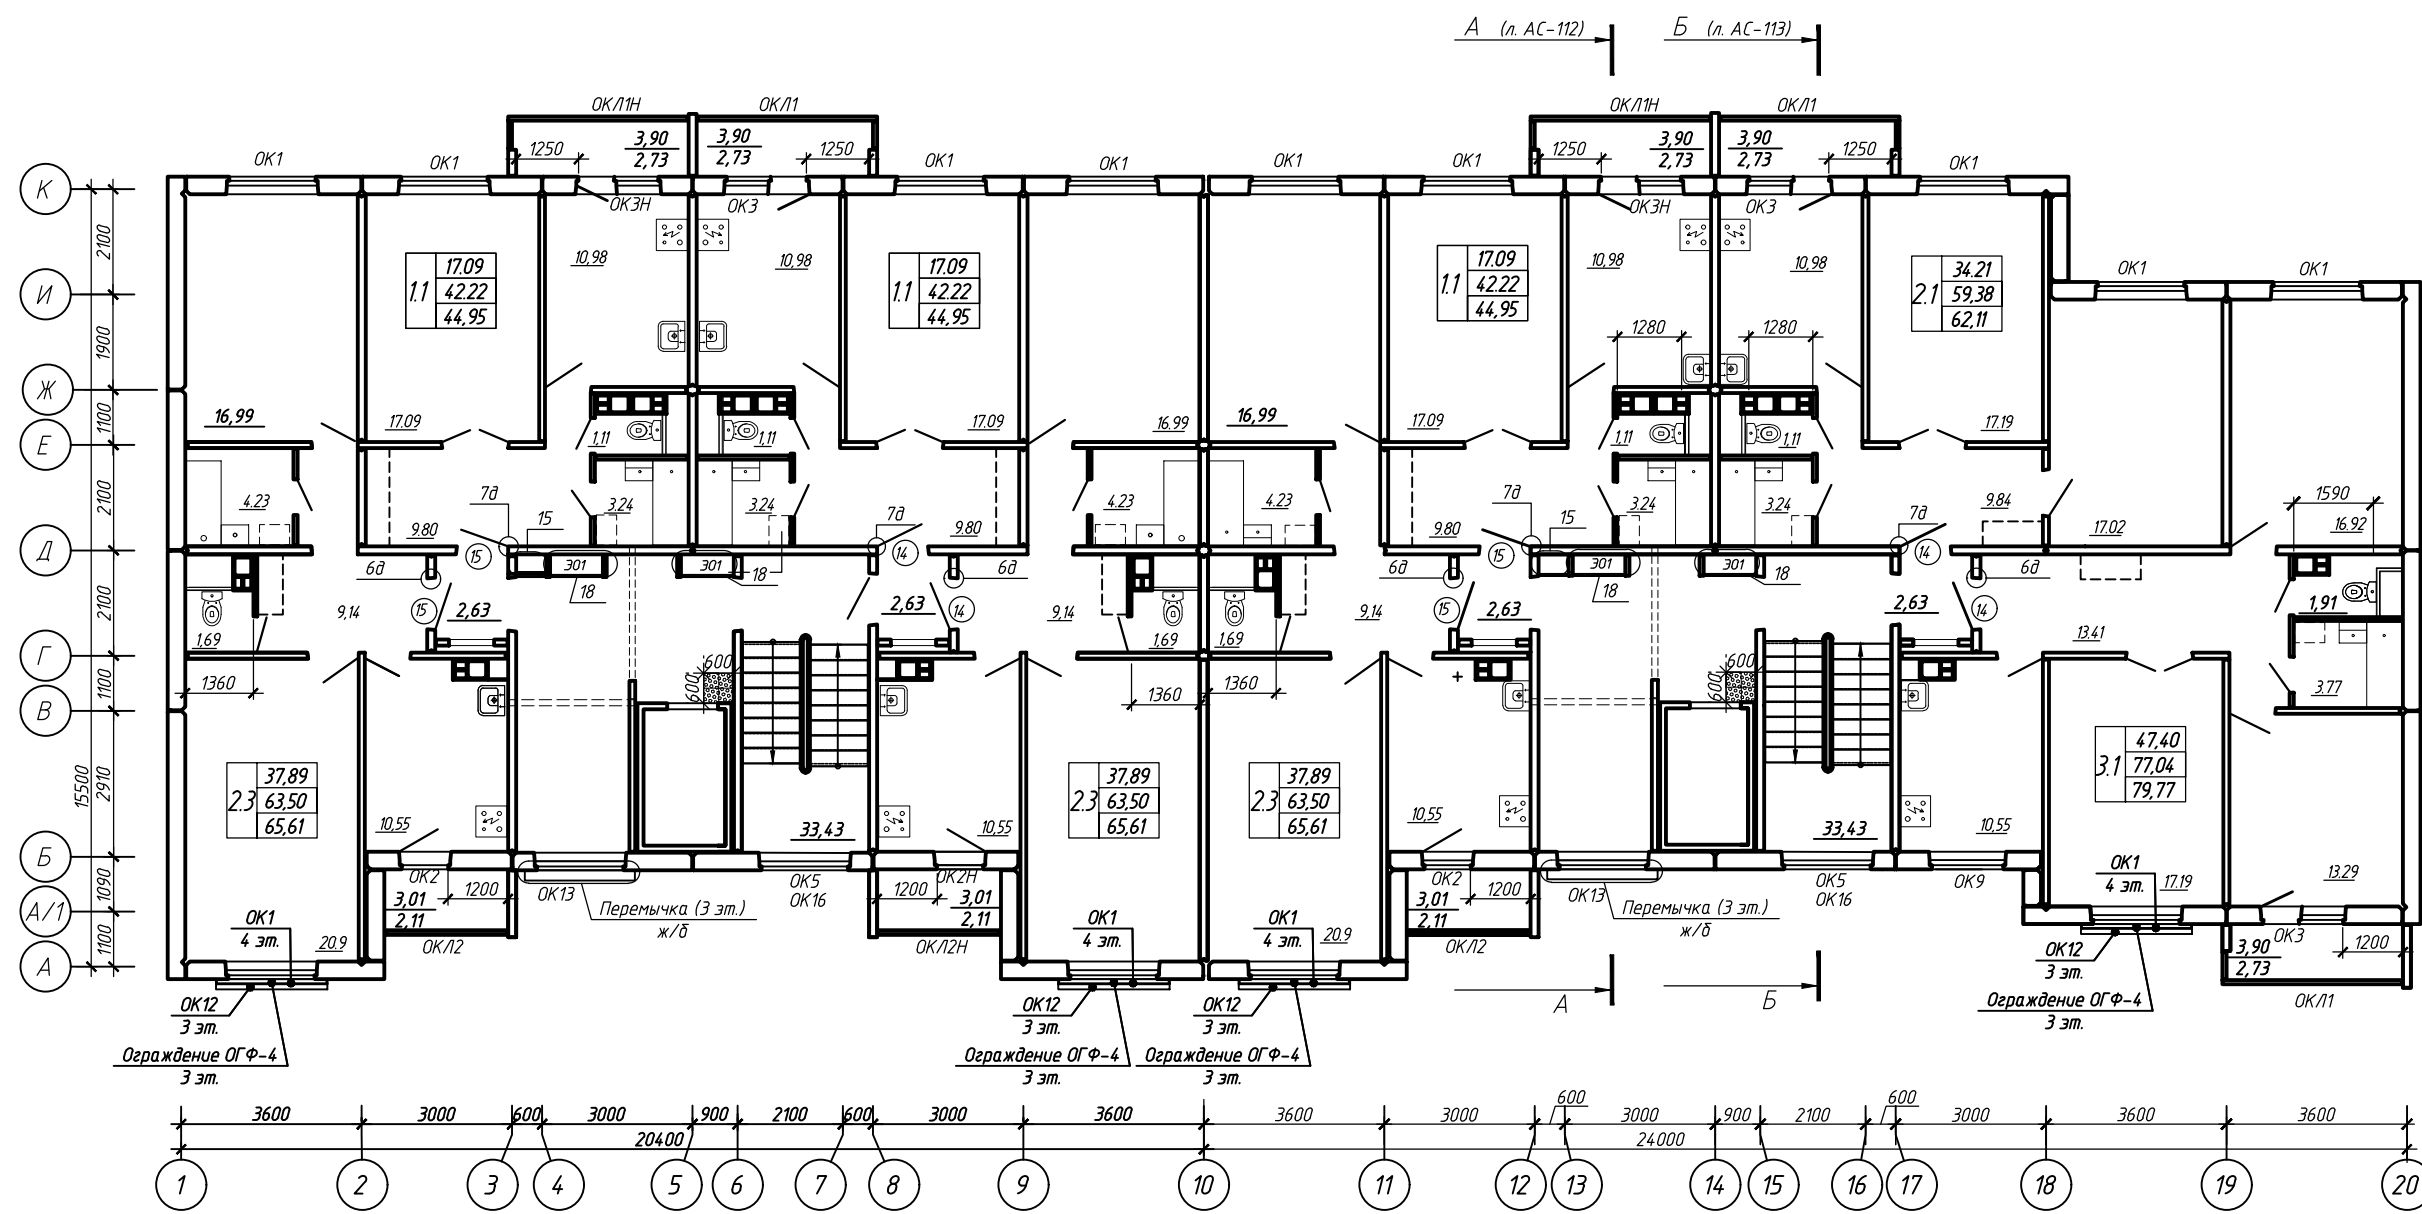 А (л. АС-112) Б (л. АС-113)
ОКЛ1Н ОКЛ1 ОКЛ1Н ОКЛ1
1250 3,90 3,90 1250 1250 3,90 3,90 1250
2,73 2,73 2,73 2,73
ОК1 ОК1 ОК1 ОК1 ОК1 ОК1 ОК1
К
ОК3Н ОК3 ОК3Н ОК3
2100
17.09 17.09 17.09 34.21
1.1 42.22 1.1 42.22 1.1 42.22 2.1 59,38
44,95 44,95 44,95 62,11
10,98 10,98 10,98 10,98
ОК1 ОК1
И
1900
1280 1280
Ж
1100
16,99 17.09 17.09 16.99 16,99 17.09 17.19
1,11 1,11 1,11 1,11
Е
2100
4.23 9.80 3.24 3.24 9.80 4.23 4.23 9.80 3.24 3.24 9.84 17.02 1590 16.92
7д 15 7д 7д 15 7д
Д
15 14 15 14
6д ЭО1 ЭО1 6д 6д ЭО1 ЭО1 6д
18 18 18 18
2100
9,14 15 2,63 2,63 14 9,14 9,14 15 2,63 2,63 14 1,91
1,69 1,69 1,69 13.41
Г
1100
1360 600 600 1360 1360 + 600 600 3.77
В
15500
2910
37,89 37,89 37,89 47,40
2.3 63,50 2.3 63,50 2.3 63,50 3.1 77,04
65,61 65,61 65,61 79,77
10,55 33,43 10,55 10,55 33,43 10,55
Б
ОК2 ОК13 ОК5 ОК2Н ОК2 ОК13 ОК5 ОК9
ОК16 ОК16
ОК1 17.19 13.29
4 эт.
1090
3,01 1200 1200 3,01 3,01 1200
2,11 2,11 2,11
Перемычка (3 эт.) Перемычка (3 эт.)
ж/б ж/б
А/1
ОК1 ОК1 ОК1
4 эт. 20.9 4 эт. 4 эт. 20.9
ОКЛ2 ОКЛ2Н ОКЛ2
1100
ОК3 1200
3,90
2,73
А
ОК12 ОК12 ОК12 ОК12
3 эт. 3 эт. 3 эт. 3 эт.
А Б
Ограждение ОГФ-4 ОКЛ1
3 эт.
Ограждение ОГФ-4 Ограждение ОГФ-4 Ограждение ОГФ-4
3 эт. 3 эт. 3 эт.
3600 3000 600 3000 900 2100 600 3000 3600 3600 3000 600 3000 900 2100 600 3000 3600 3600
20400 24000
1 2 3 4 5 6 7 8 9 10 11 12 13 14 15 16 17 18 19 20